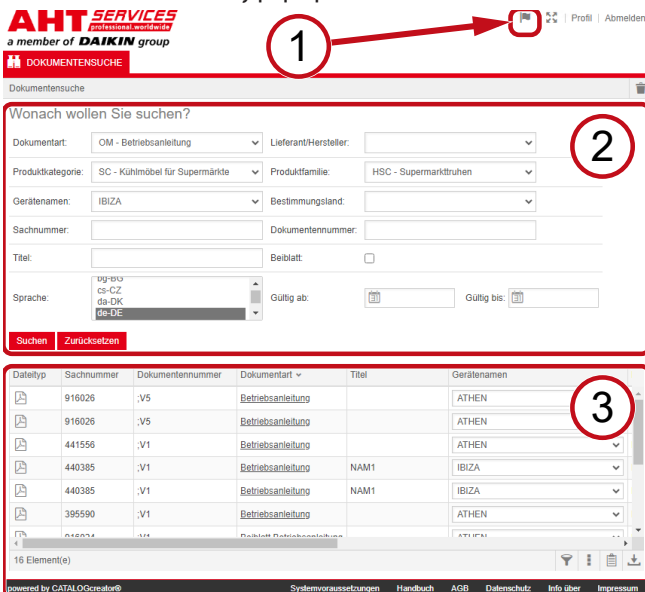 AHT SERVICES
professional.worldwide
a member of DAIKIN group
1
Profil | Abmelden
DOKUMENTENSUCHE
Dokumentensuche
Wonach wollen Sie suchen?
2
Dokumentart: OM - Betriebsanleitung Lieferant/Hersteller:
Produktkategorie: SC - Kühlmöbel für Supermärkte Produktfamilie: HSC - Supermarkttruhen
Gerätenamen: IBIZA Bestimmungsland:
Sachnummer: Dokumentennummer:
Titel: Beiblatt:
Sprache: bg-BG
cs-CZ
da-DK
de-DE
Gültig ab: Gültig bis:
Suchen Zurücksetzen
Dateityp Sachnummer Dokumentennummer Dokumentart Titel Gerätenamen
3
916026 ;V5 Betriebsanleitung ATHEN
916026 ;V5 Betriebsanleitung ATHEN
441556 ;V1 Betriebsanleitung ATHEN
440385 ;V1 Betriebsanleitung NAM1 IBIZA
440385 ;V1 Betriebsanleitung NAM1 IBIZA
395590 ;V1 Betriebsanleitung ATHEN
916024 ;V1 Beiblatt Betriebsanleitung ATHEN
16 Element(e)
powered by CATALOGcreator® Systemvoraussetzungen Handbuch AGB Datenschutz Info über Impressum